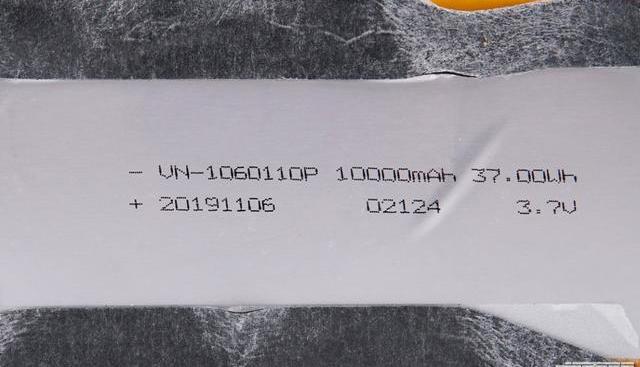 - VN-1060110P 10000mAh 37.00Wh
+ 20191106 02124 3.7V